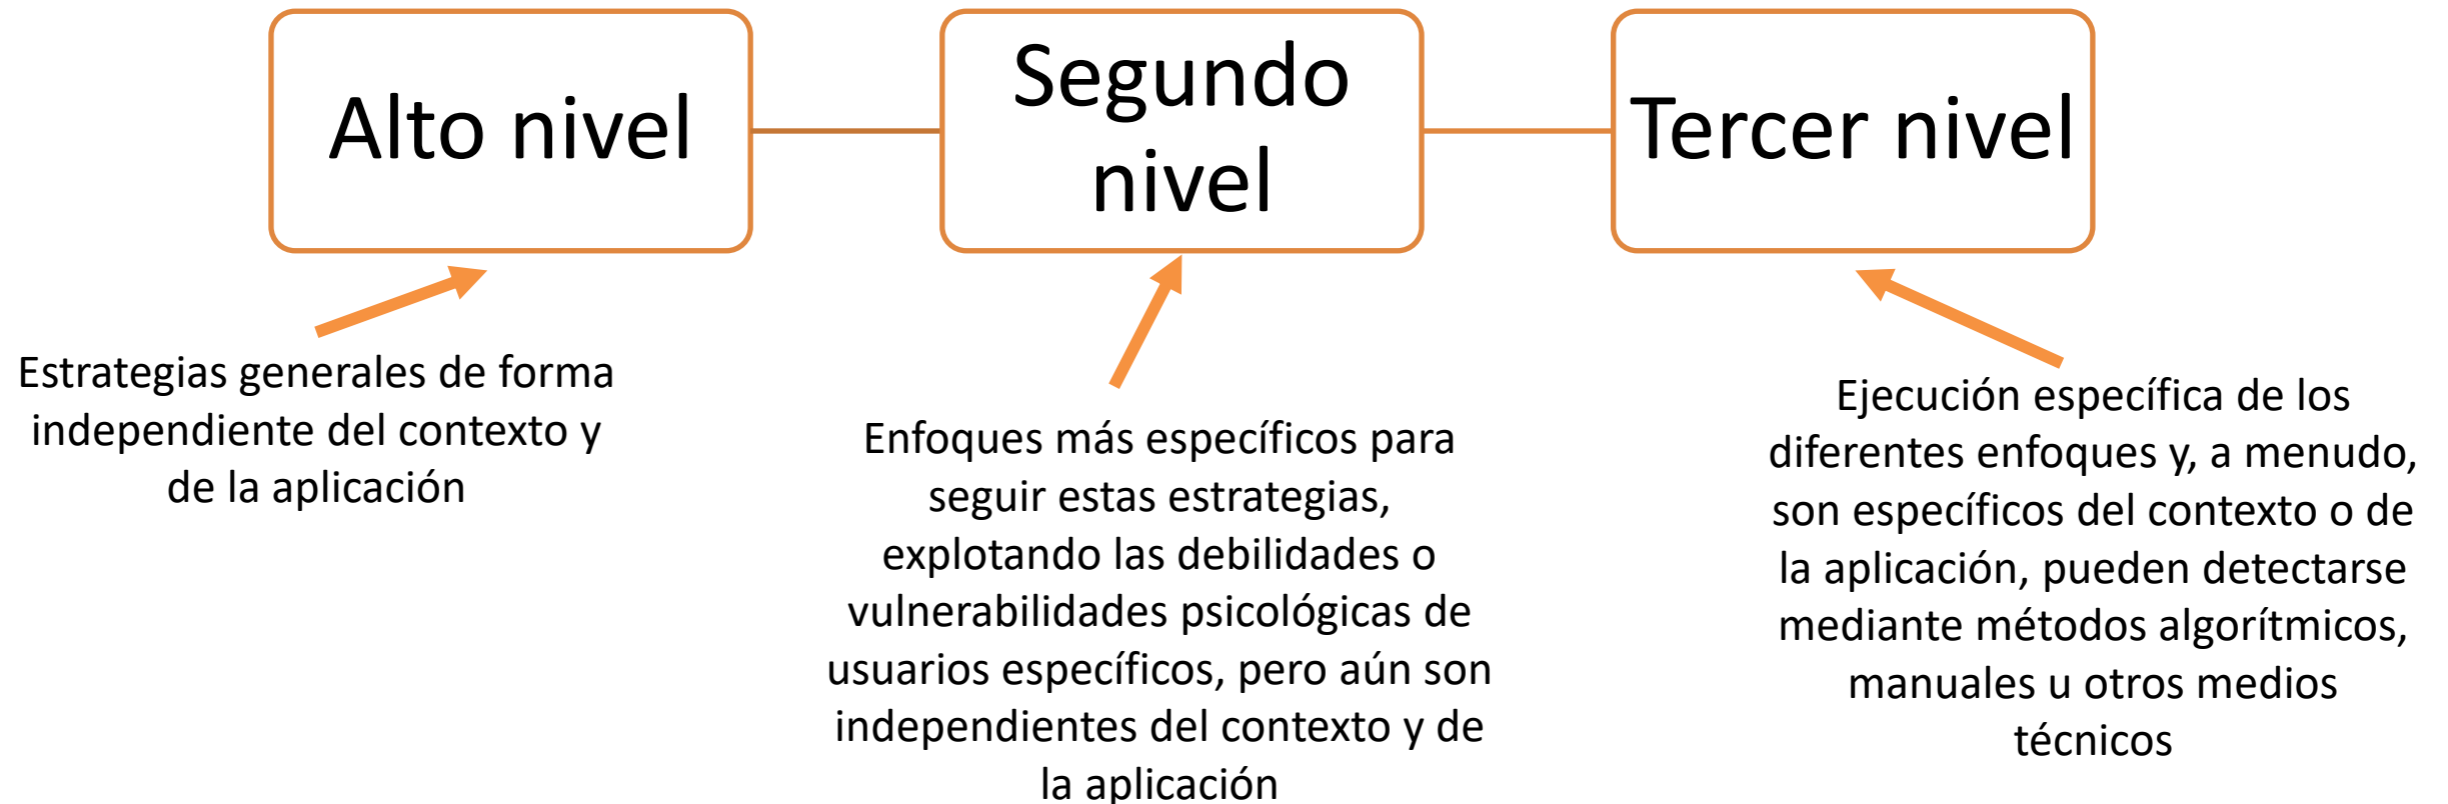 Alto nivel
Segundo
nivel
Tercer nivel
Estrategias generales de forma
independiente del contexto y
de la aplicación
Enfoques más específicos para
seguir estas estrategias,
explotando las debilidades o
vulnerabilidades psicológicas de
usuarios específicos, pero aún son
independientes del contexto y de
la aplicación
Ejecución específica de los
diferentes enfoques y, a menudo,
son específicos del contexto o de
la aplicación, pueden detectarse
mediante métodos algorítmicos,
manuales u otros medios
técnicos